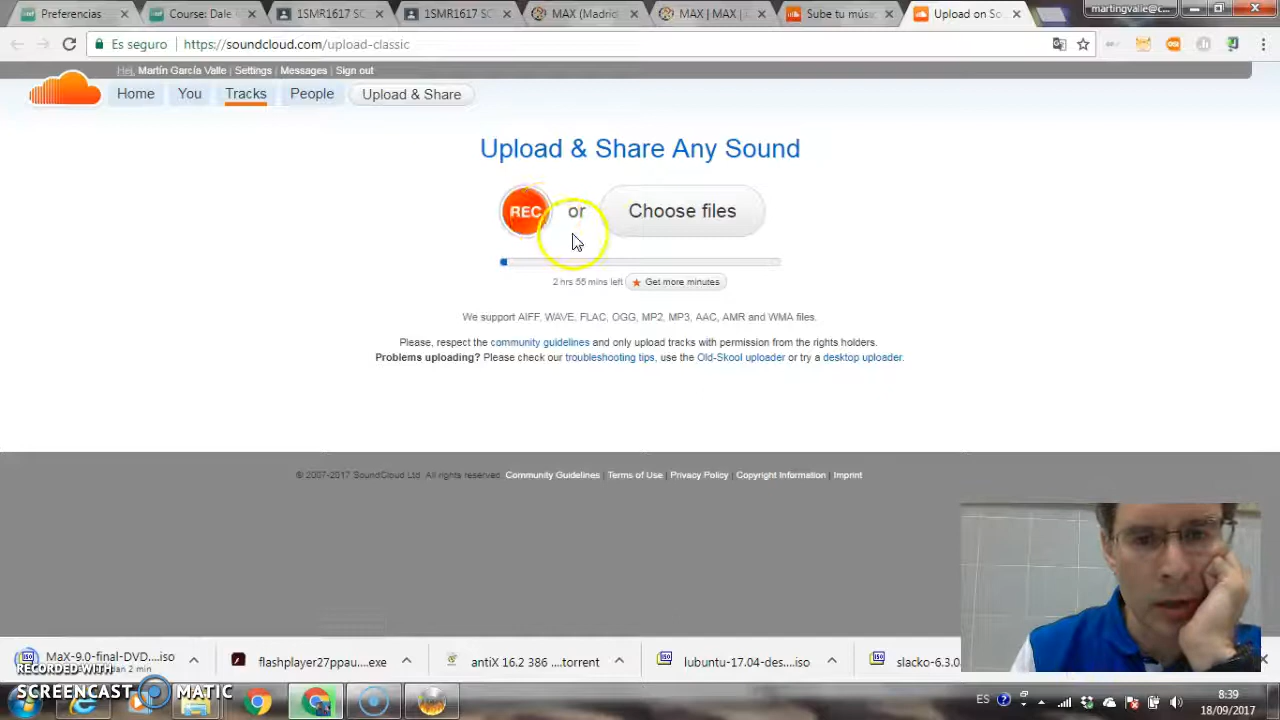 Preferencias
Course: Dale
1SMR1617 SC
1SMR1617 SC
MAX (Madrid
MAX | MAX |
Sube tu músic
Upload on So
martingvalle@c...
Es seguro
https://soundcloud.com/upload-classic
Hej, Martín García Valle | Settings | Messages | Sign out
Home
You
Tracks
People
Upload & Share
Upload & Share Any Sound
REC
or
Choose files
2 hrs 55 mins left
Get more minutes
We support AIFF, WAVE, FLAC, OGG, MP2, MP3, AAC, AMR and WMA files.
Please, respect the community guidelines and only upload tracks with permission from the rights holders.
Problems uploading? Please check our troubleshooting tips, use the Old-Skool uploader or try a desktop uploader.
© 2007-2017 SoundCloud Ltd. All rights reserved. Community Guidelines | Terms of Use | Privacy Policy | Copyright Information | Imprint
MaX-9.0-final-DVD....iso
dan 2 min
flashplayer27ppau....exe
antiX 16.2 386 ....torrent
lubuntu-17.04-des....iso
slacko-6.3.0
RECORDED WITH
SCREENCAST MATIC
ES
8:39
18/09/2017